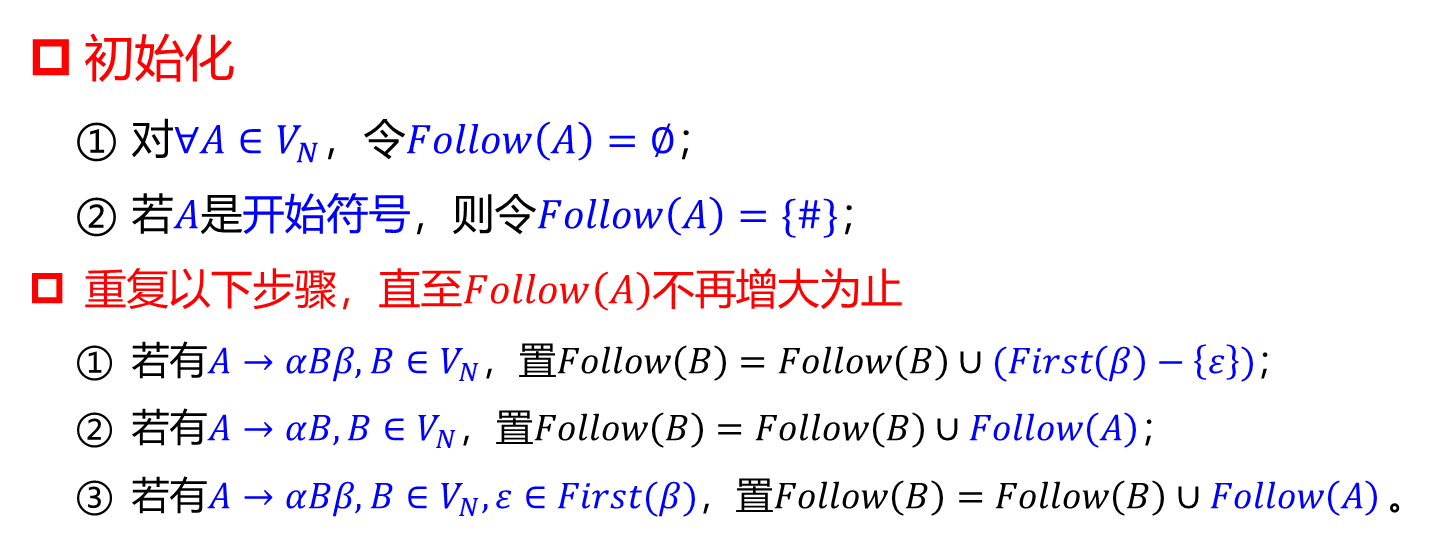 初始化
① 对∀A ∈ V_N，令Follow(A) = ∅；
② 若A是开始符号，则令Follow(A) = {#}；
重复以下步骤，直至Follow(A)不再增大为止
① 若有A → αBβ, B ∈ V_N，置Follow(B) = Follow(B) ∪ (First(β) − {ε})；
② 若有A → αB, B ∈ V_N，置Follow(B) = Follow(B) ∪ Follow(A)；
③ 若有A → αBβ, B ∈ V_N, ε ∈ First(β)，置Follow(B) = Follow(B) ∪ Follow(A) 。